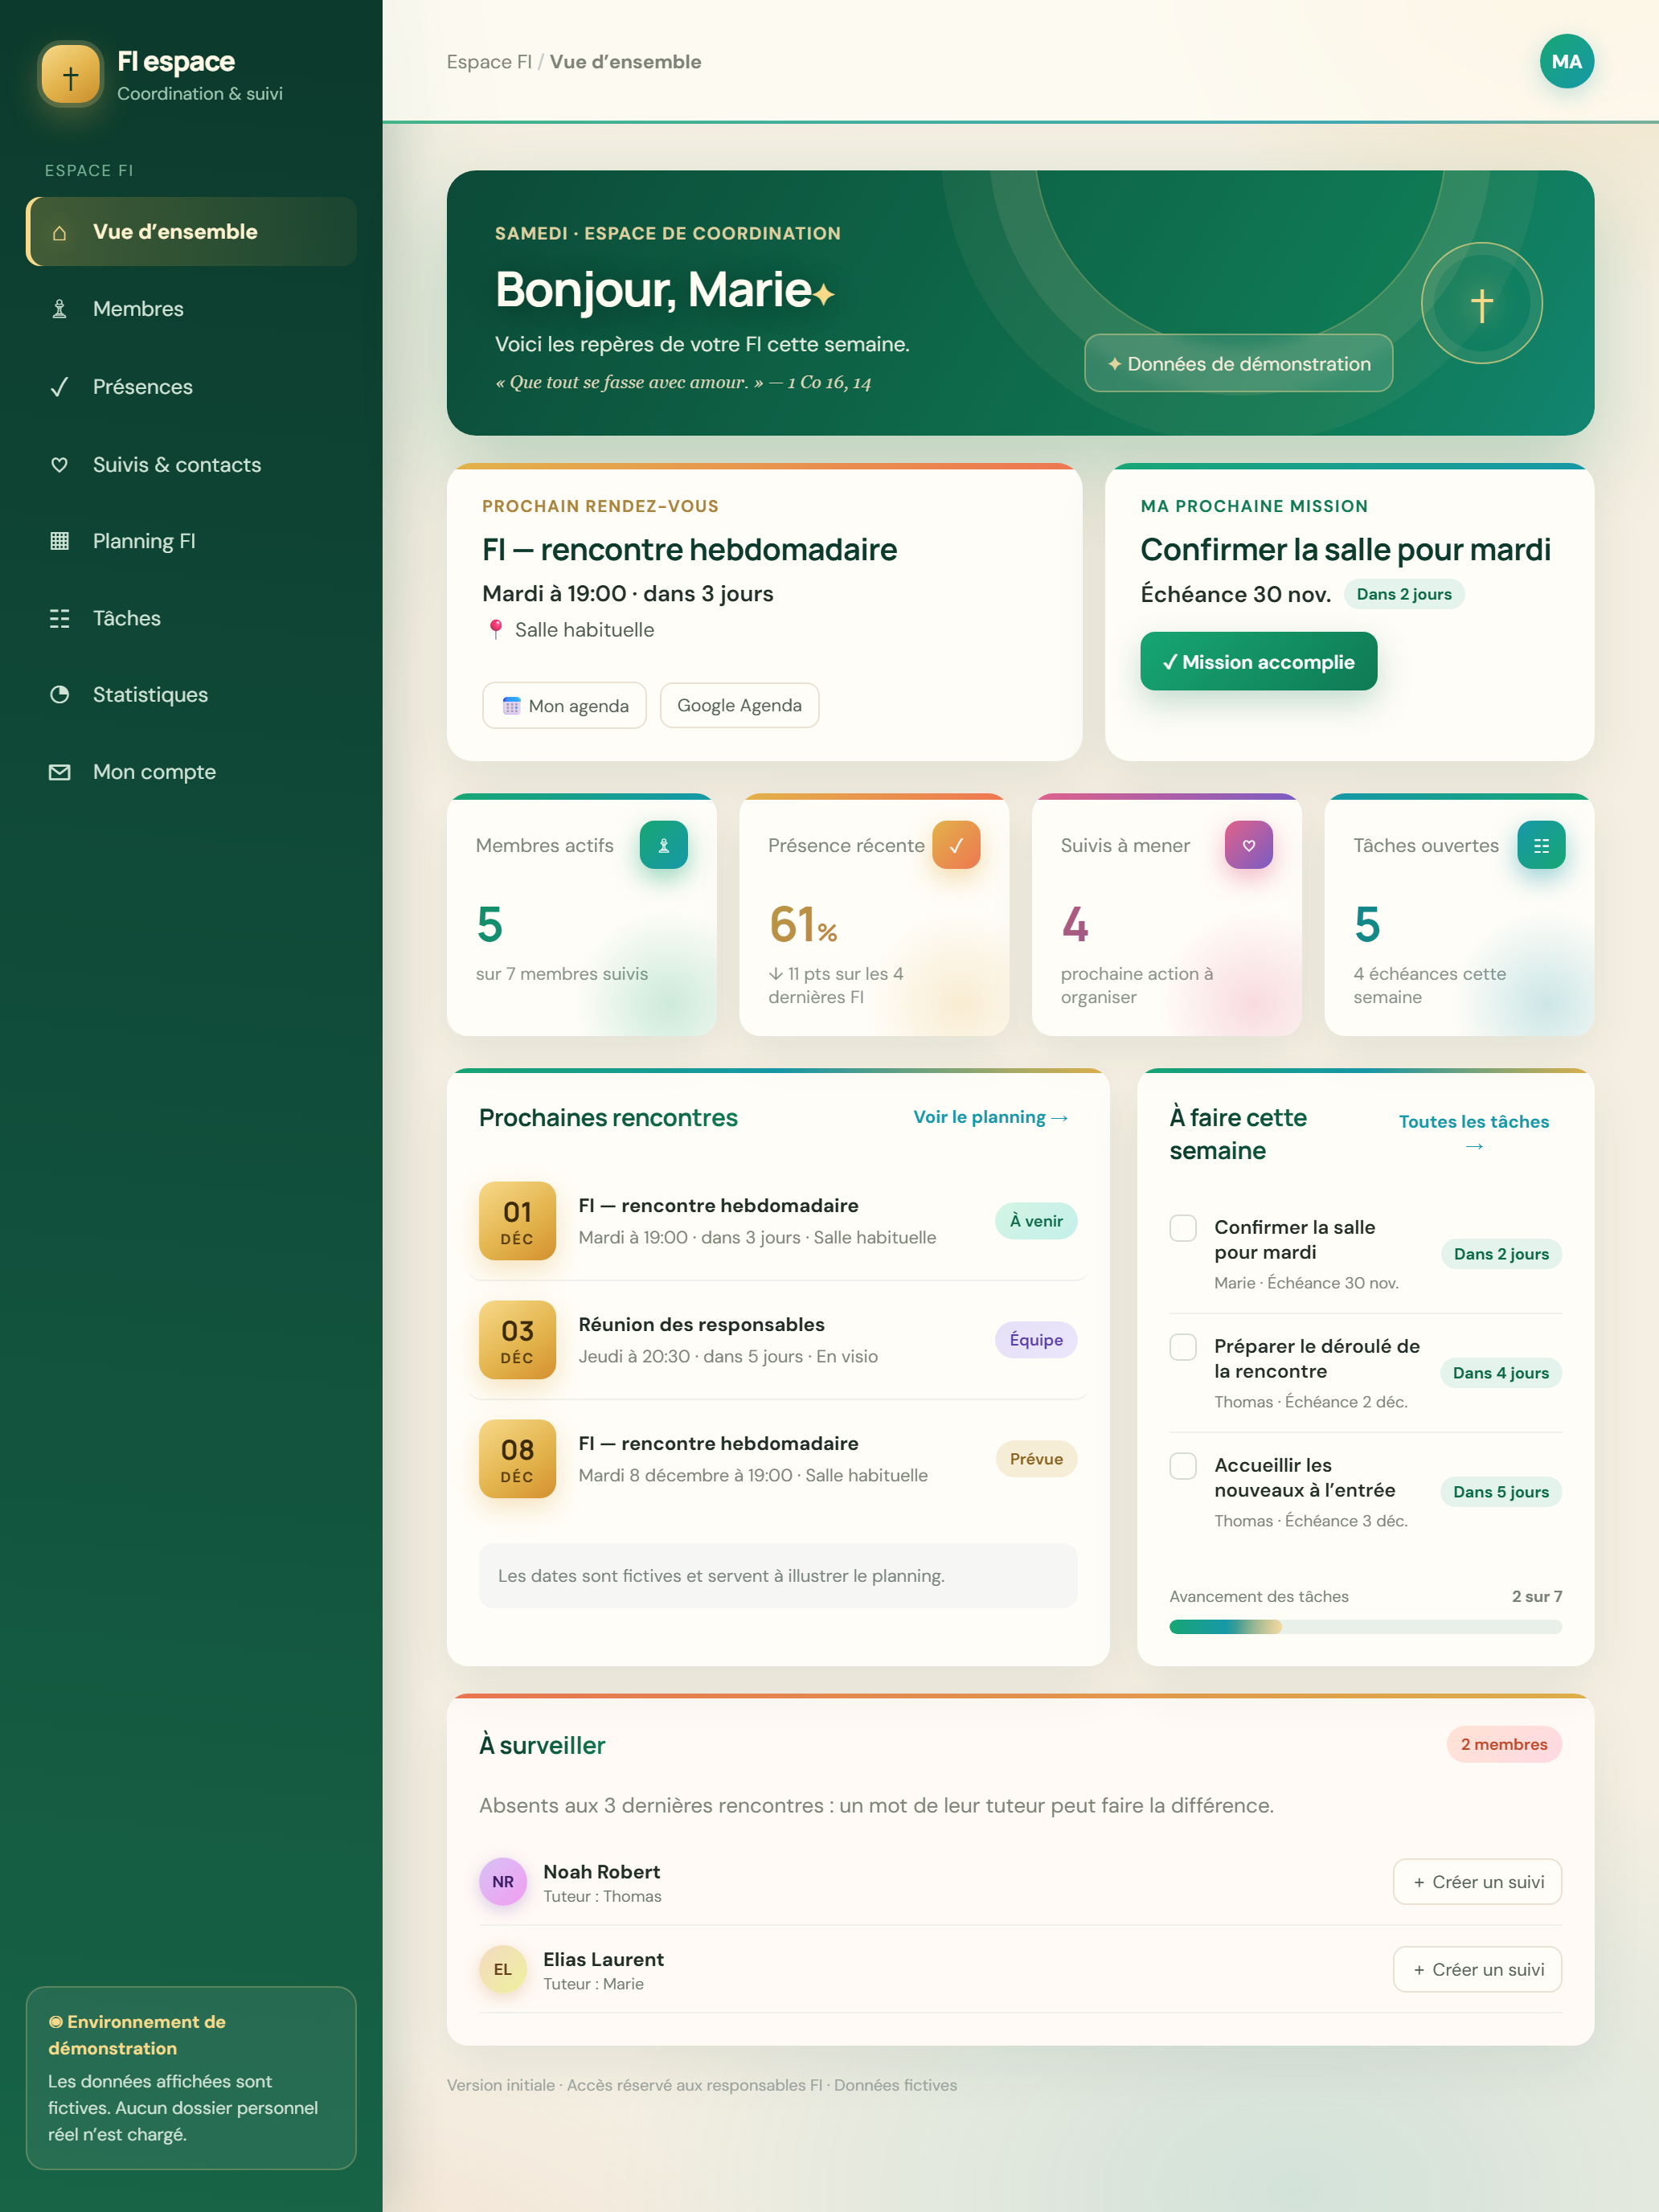 FI espace
Coordination & suivi
ESPACE FI
Vue d’ensemble
Membres
Présences
Suivis & contacts
Planning FI
Tâches
Statistiques
Mon compte
Environnement de
démonstration
Les données affichées sont
fictives. Aucun dossier personnel
réel n’est chargé.
Espace FI / Vue d’ensemble
MA
SAMEDI · ESPACE DE COORDINATION
Bonjour, Marie
Voici les repères de votre FI cette semaine.
« Que tout se fasse avec amour. » — 1 Co 16, 14
✦ Données de démonstration
PROCHAIN RENDEZ-VOUS
FI — rencontre hebdomadaire
Mardi à 19:00 · dans 3 jours
Salle habituelle
Mon agenda
Google Agenda
MA PROCHAINE MISSION
Confirmer la salle pour mardi
Échéance 30 nov.
Dans 2 jours
✓ Mission accomplie
Membres actifs
5
sur 7 membres suivis
Présence récente
61%
↓ 11 pts sur les 4
dernières FI
Suivis à mener
4
prochaine action à
organiser
Tâches ouvertes
5
4 échéances cette
semaine
Prochaines rencontres
Voir le planning →
01
DÉC
FI — rencontre hebdomadaire
Mardi à 19:00 · dans 3 jours · Salle habituelle
À venir
03
DÉC
Réunion des responsables
Jeudi à 20:30 · dans 5 jours · En visio
Équipe
08
DÉC
FI — rencontre hebdomadaire
Mardi 8 décembre à 19:00 · Salle habituelle
Prévue
Les dates sont fictives et servent à illustrer le planning.
À faire cette
semaine
Toutes les tâches
→
Confirmer la salle
pour mardi
Marie · Échéance 30 nov.
Dans 2 jours
Préparer le déroulé de
la rencontre
Thomas · Échéance 2 déc.
Dans 4 jours
Accueillir les
nouveaux à l’entrée
Thomas · Échéance 3 déc.
Dans 5 jours
Avancement des tâches
2 sur 7
À surveiller
2 membres
Absents aux 3 dernières rencontres : un mot de leur tuteur peut faire la différence.
NR
Noah Robert
Tuteur : Thomas
+ Créer un suivi
EL
Elias Laurent
Tuteur : Marie
+ Créer un suivi
Version initiale · Accès réservé aux responsables FI · Données fictives